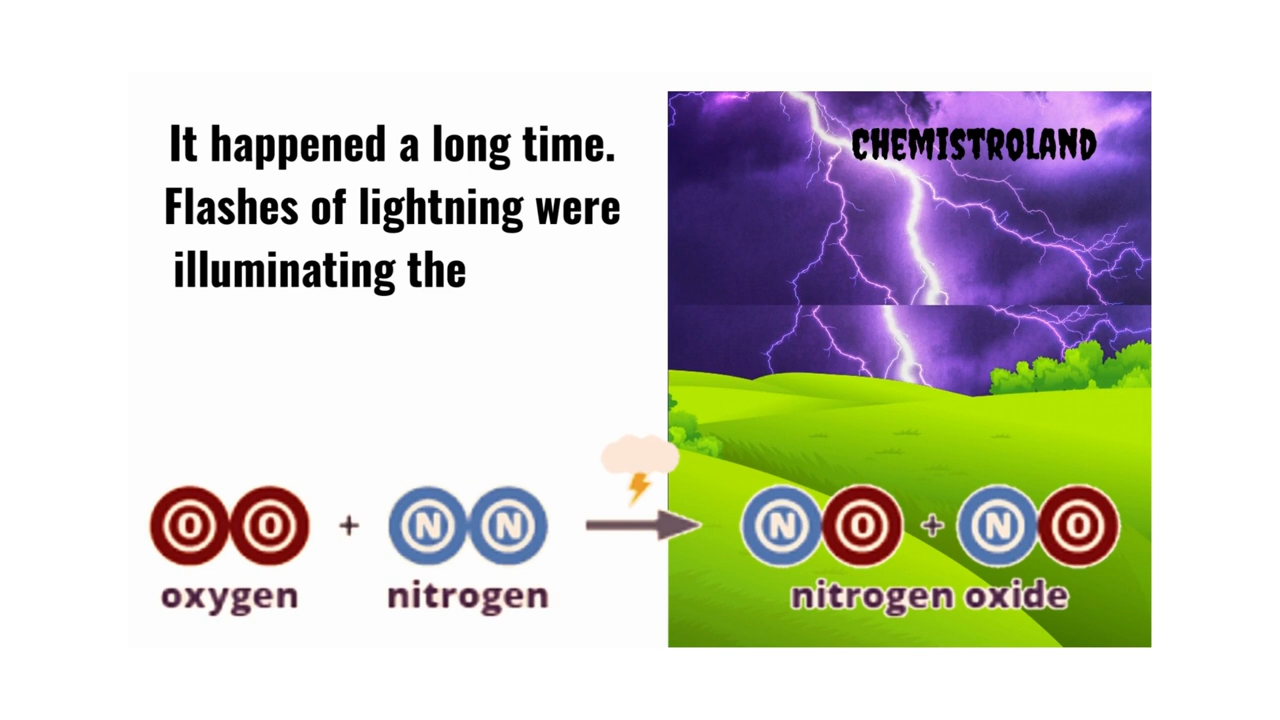 It happened a long time.
Flashes of lightning were
illuminating the
CHEMISTROLAND
O O + N N N O + N O
oxygen nitrogen nitrogen oxide